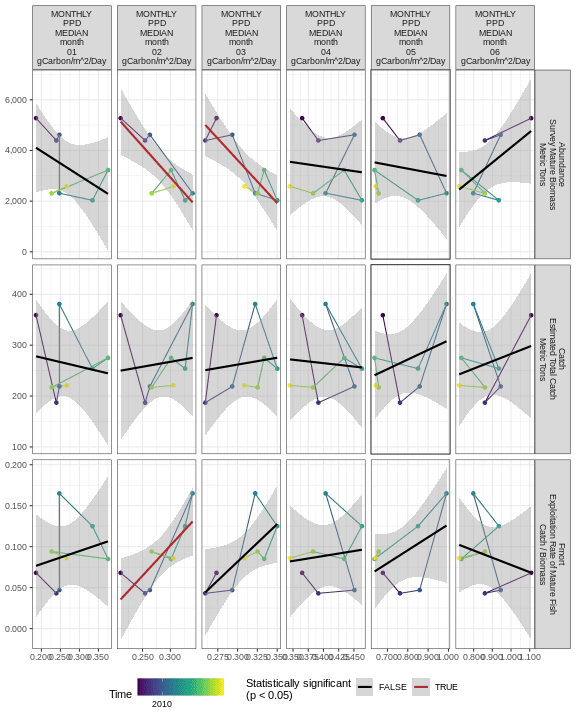 MONTHLY PPD MEDIAN month 01 gCarbon/m^2/Day
MONTHLY PPD MEDIAN month 02 gCarbon/m^2/Day
MONTHLY PPD MEDIAN month 03 gCarbon/m^2/Day
MONTHLY PPD MEDIAN month 04 gCarbon/m^2/Day
MONTHLY PPD MEDIAN month 05 gCarbon/m^2/Day
MONTHLY PPD MEDIAN month 06 gCarbon/m^2/Day
6,000
4,000
2,000
0
Abundance
Survey Mature Biomass
Metric Tons
400
300
200
100
Catch
Estimated Total Catch
Metric Tons
0.200
0.150
0.100
0.050
0.000
Fmort
Exploitation Rate of Mature Fish
Catch / Biomass
0.200 0.250 0.300 0.350
0.250 0.300
0.275 0.300 0.325 0.350
0.350 0.375 0.400 0.425 0.450
0.700 0.800 0.900 1.000
0.800 0.900 1.000 1.100
Time
2010
Statistically significant
(p < 0.05)
FALSE
TRUE